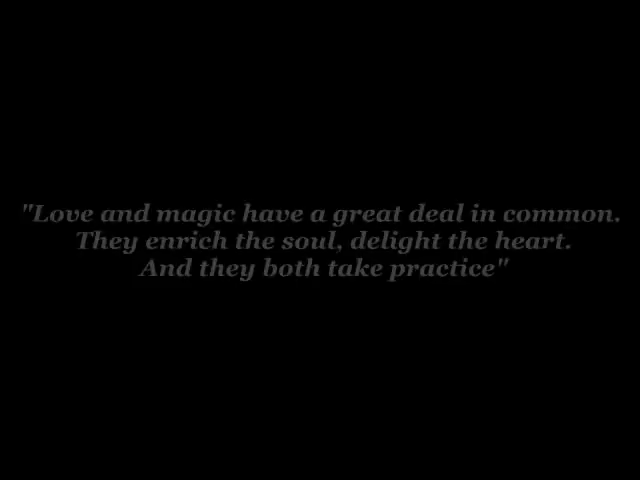 "Love and magic have a great deal in common.
They enrich the soul, delight the heart.
And they both take practice"